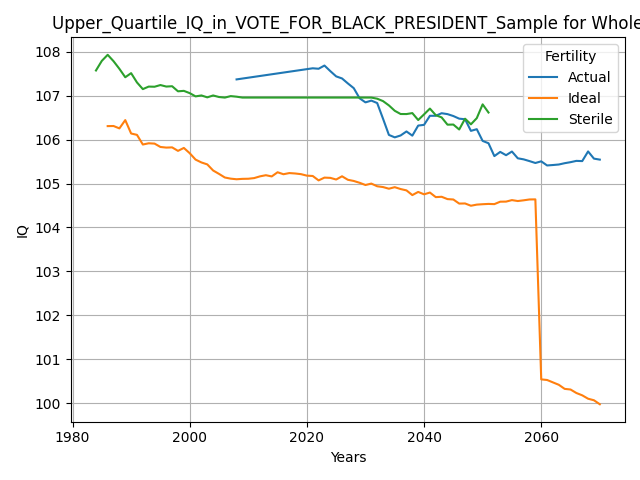 Upper_Quartile_IQ_in_VOTE_FOR_BLACK_PRESIDENT_Sample for Whole
Fertility
Actual
Ideal
Sterile
108
107
106
105
104
103
102
101
100
IQ
1980 2000 2020 2040 2060
Years